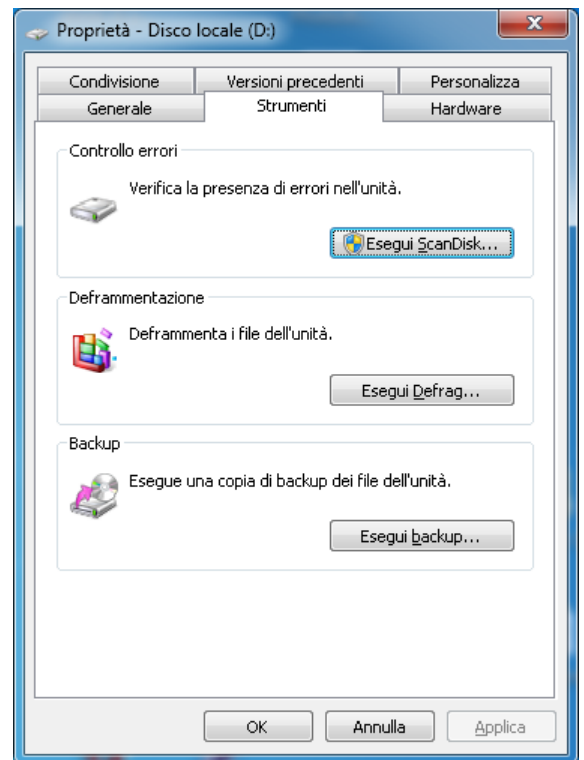 Proprietà - Disco locale (D:)
Condivisione
Versioni precedenti
Personalizza
Generale
Strumenti
Hardware
Controllo errori
Verifica la presenza di errori nell'unità.
Esegui ScanDisk...
Deframmentazione
Deframmenta i file dell'unità.
Esegui Defrag...
Backup
Esegue una copia di backup dei file dell'unità.
Esegui backup...
OK
Annulla
Applica